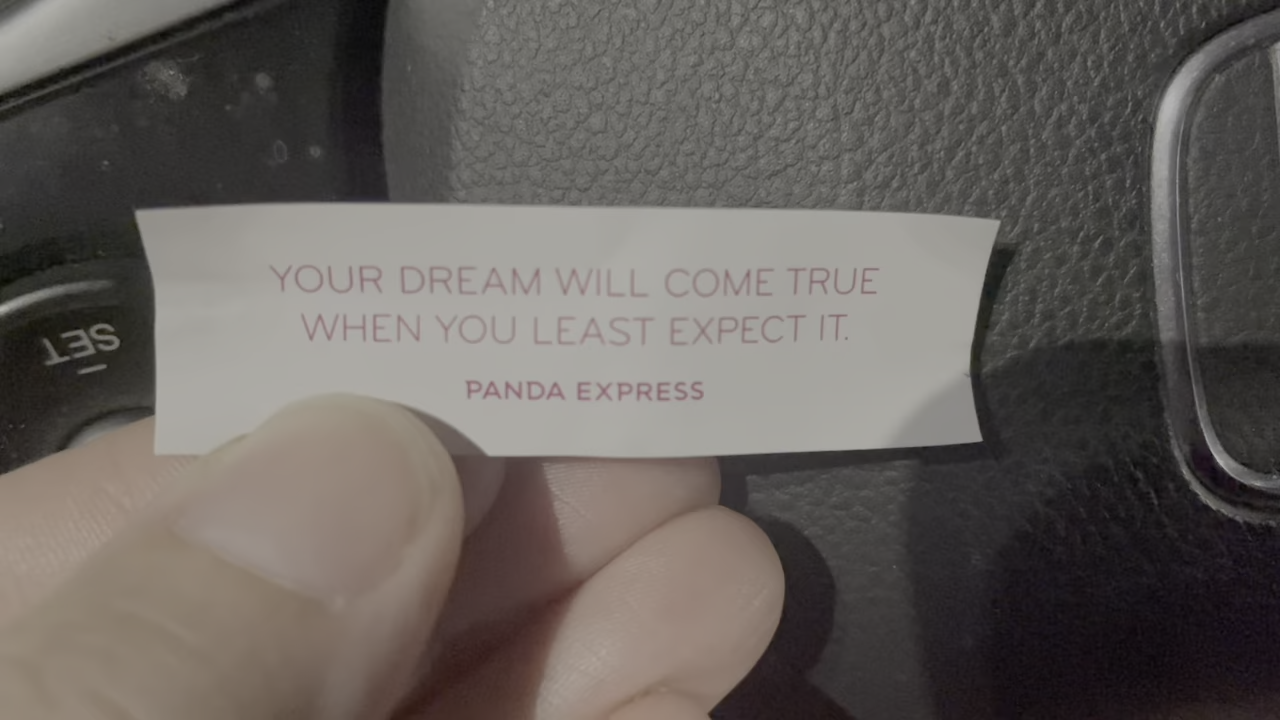 YOUR DREAM WILL COME TRUE
WHEN YOU LEAST EXPECT IT.
PANDA EXPRESS
SET